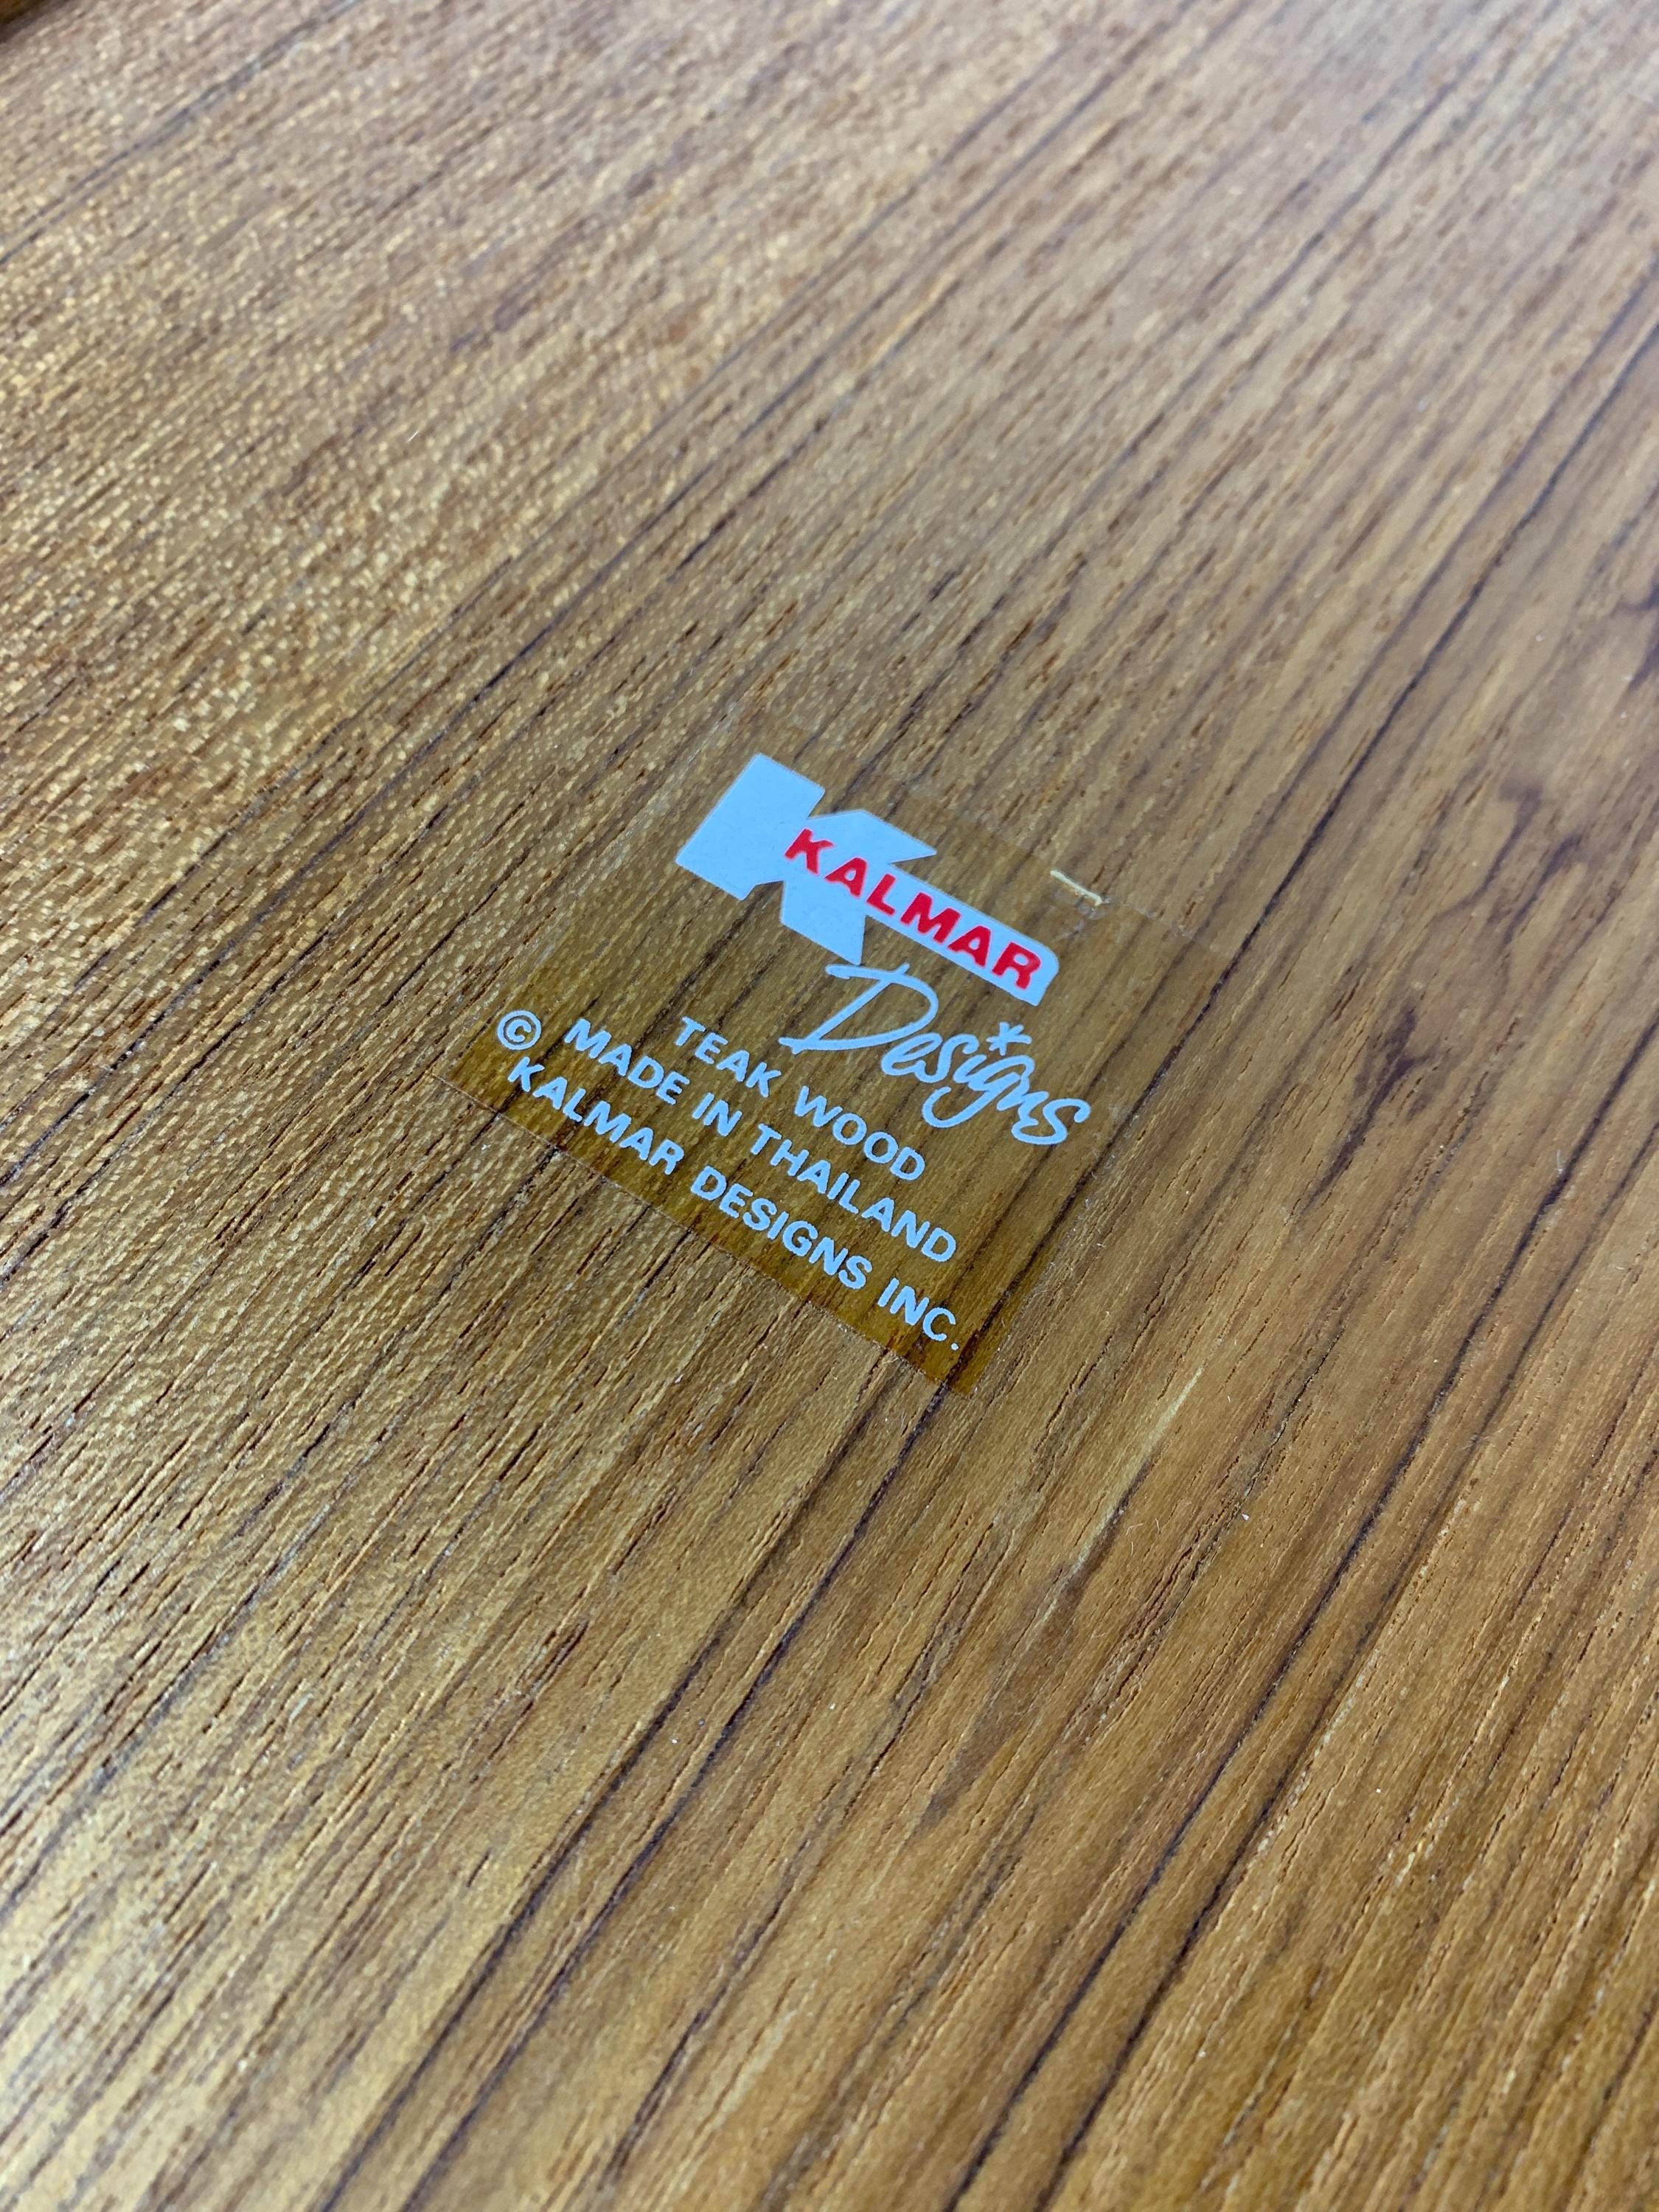 K
KALMAR
Designs
TEAK WOOD
MADE IN THAILAND
© KALMAR DESIGNS INC.